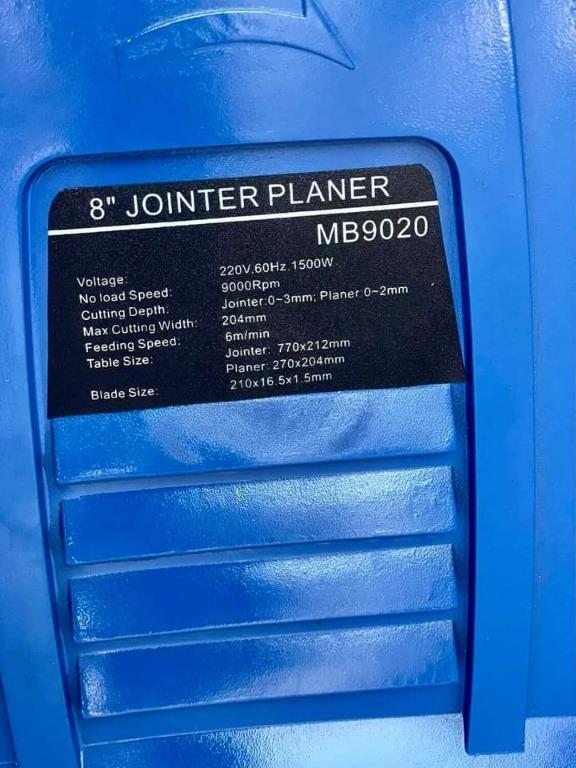 8" JOINTER PLANER
MB9020
Voltage: 220V,60Hz.1500W
No load Speed: 9000Rpm
Cutting Depth: Jointer:0-3mm; Planer:0-2mm
Max Cutting Width: 204mm
Feeding Speed: 6m/min
Table Size: Jointer: 770x212mm
Planer: 270x204mm
Blade Size: 210x16.5x1.5mm